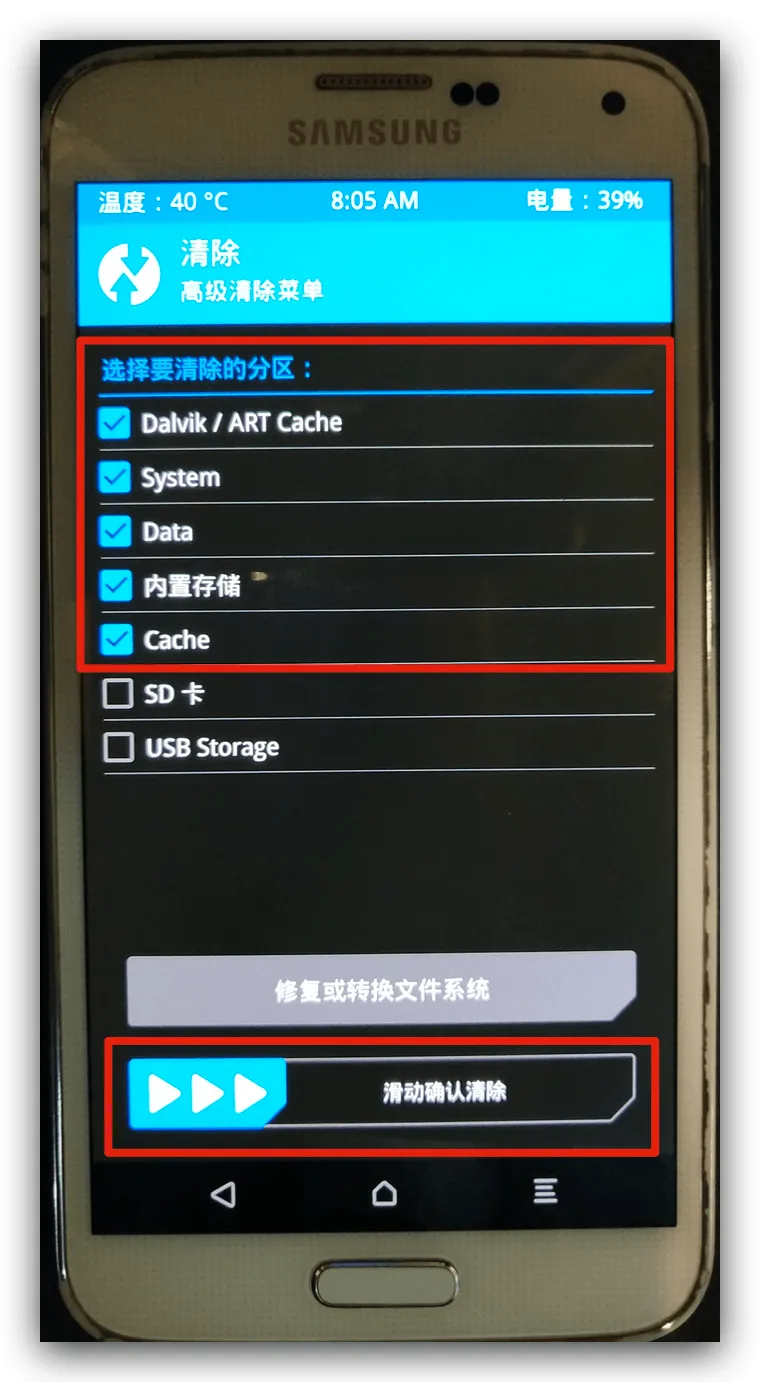 SAMSUNG
温度：40 °C 8:05 AM 电量：39%
清除
高级清除菜单
选择要清除的分区：
Dalvik / ART Cache
System
Data
内置存储
Cache
SD 卡
USB Storage
修复或转换文件系统
滑动确认清除